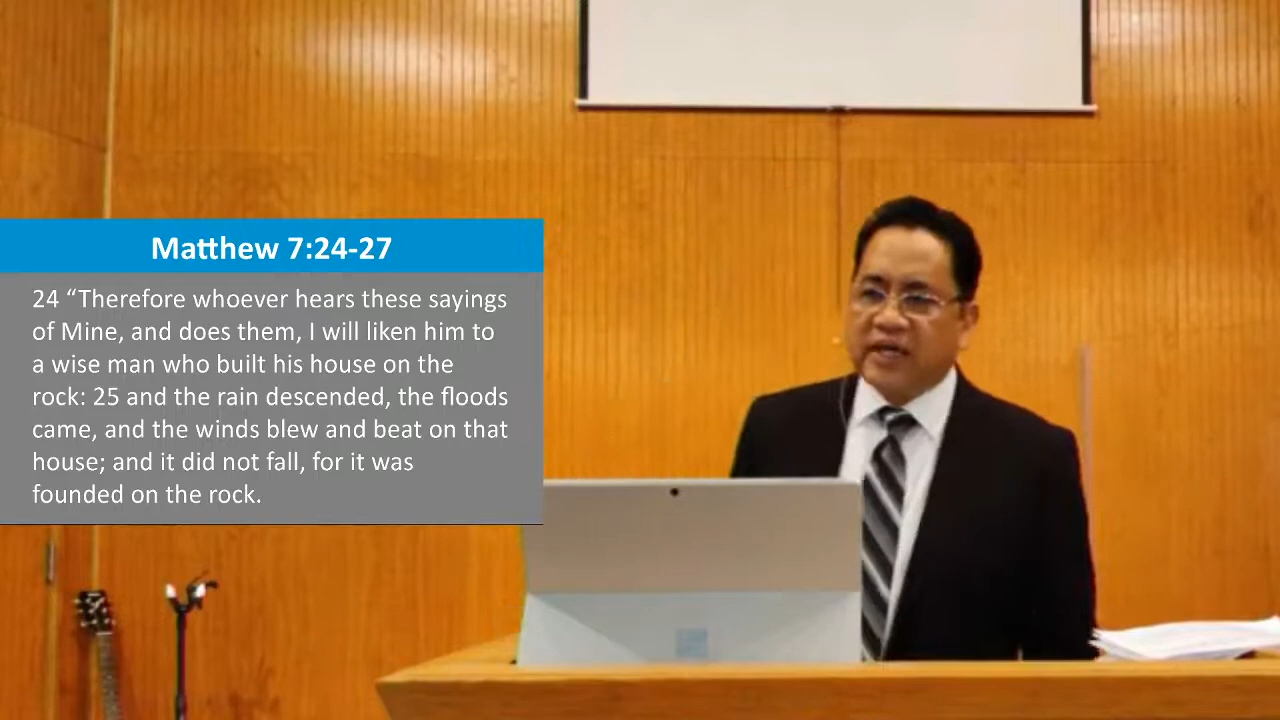 Matthew 7:24-27
24 “Therefore whoever hears these sayings
of Mine, and does them, I will liken him to
a wise man who built his house on the
rock: 25 and the rain descended, the floods
came, and the winds blew and beat on that
house; and it did not fall, for it was
founded on the rock.